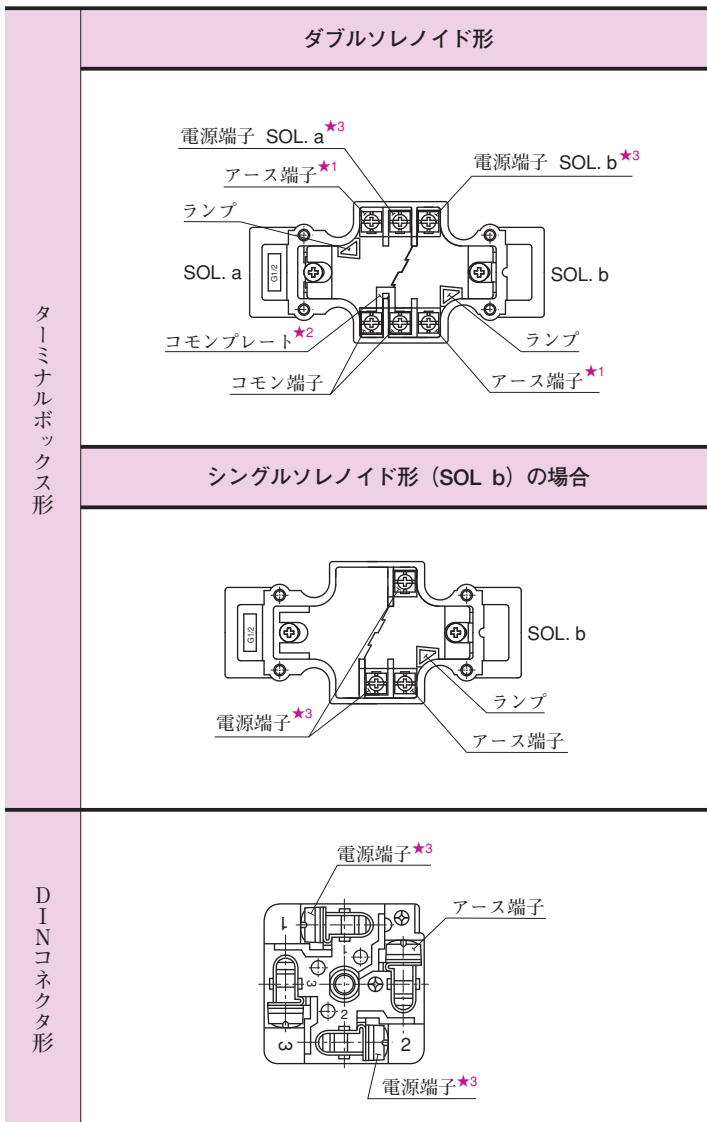 ターミナルボックス形
ダブルソレノイド形
電源端子 SOL. a★3
電源端子 SOL. b★3
アース端子★1
ランプ
SOL. a
G1/2
SOL. b
コモンプレート★2
ランプ
コモン端子
アース端子★1
シングルソレノイド形（SOL b）の場合
G1/2
SOL. b
ランプ
電源端子★3
アース端子
DINコネクタ形
電源端子★3
アース端子
1
1
3
2
3
2
電源端子★3